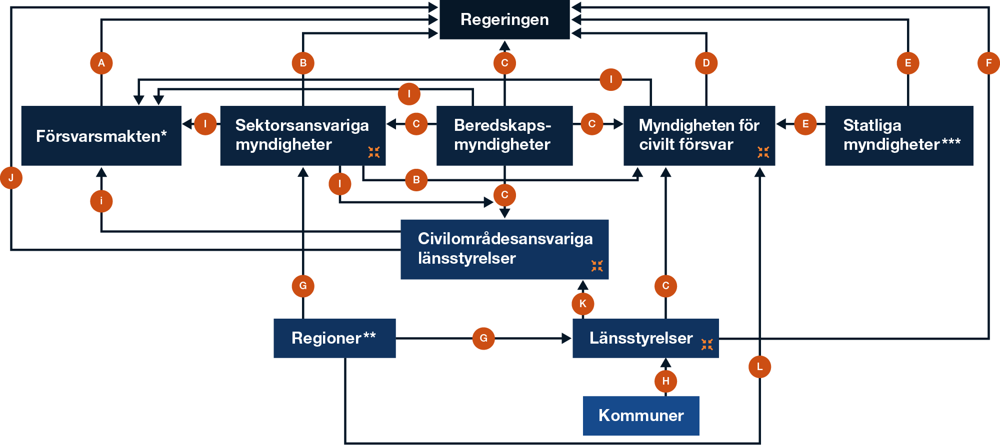 Regeringen
A
B
C
D
E
F
I
I
Försvarsmakten*
I
Sektorsansvariga
myndigheter
C
Beredskaps-
myndigheter
C
Myndigheten för
civilt försvar
E
Statliga
myndigheter***
J
I
B
C
i
Civilområdesansvariga
länsstyrelser
G
C
K
Regioner**
G
Länsstyrelser
L
H
Kommuner